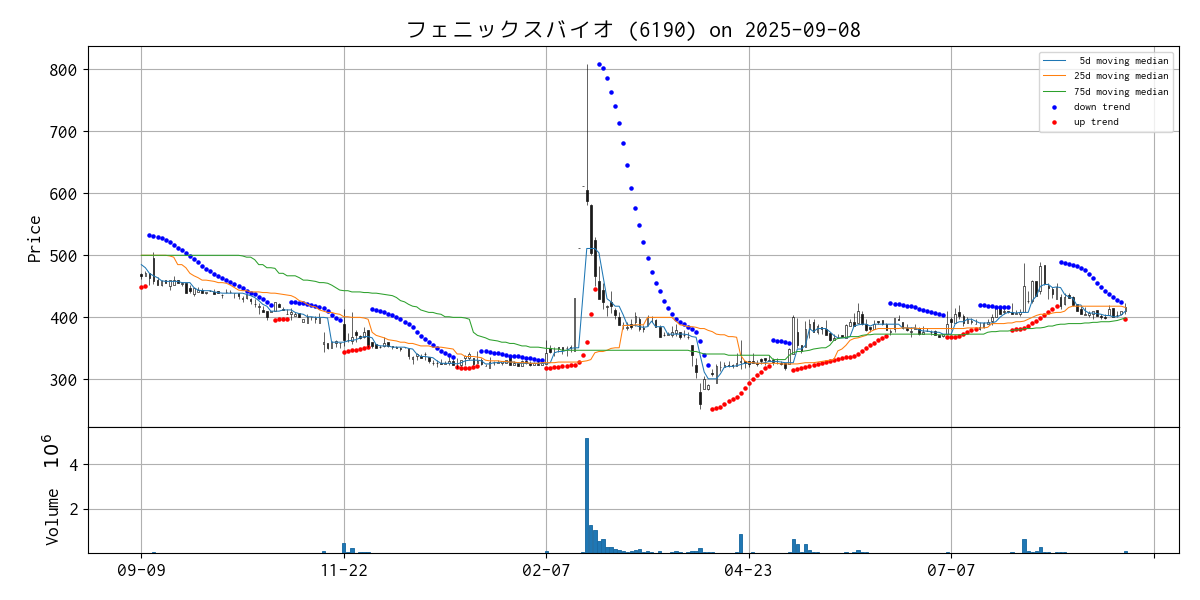 フェニックスバイオ (6190) on 2025-09-08
800
700
600
500
400
300
Price
5d moving median
25d moving median
75d moving median
down trend
up trend
4
2
Volume 10^6
09-09
11-22
02-07
04-23
07-07